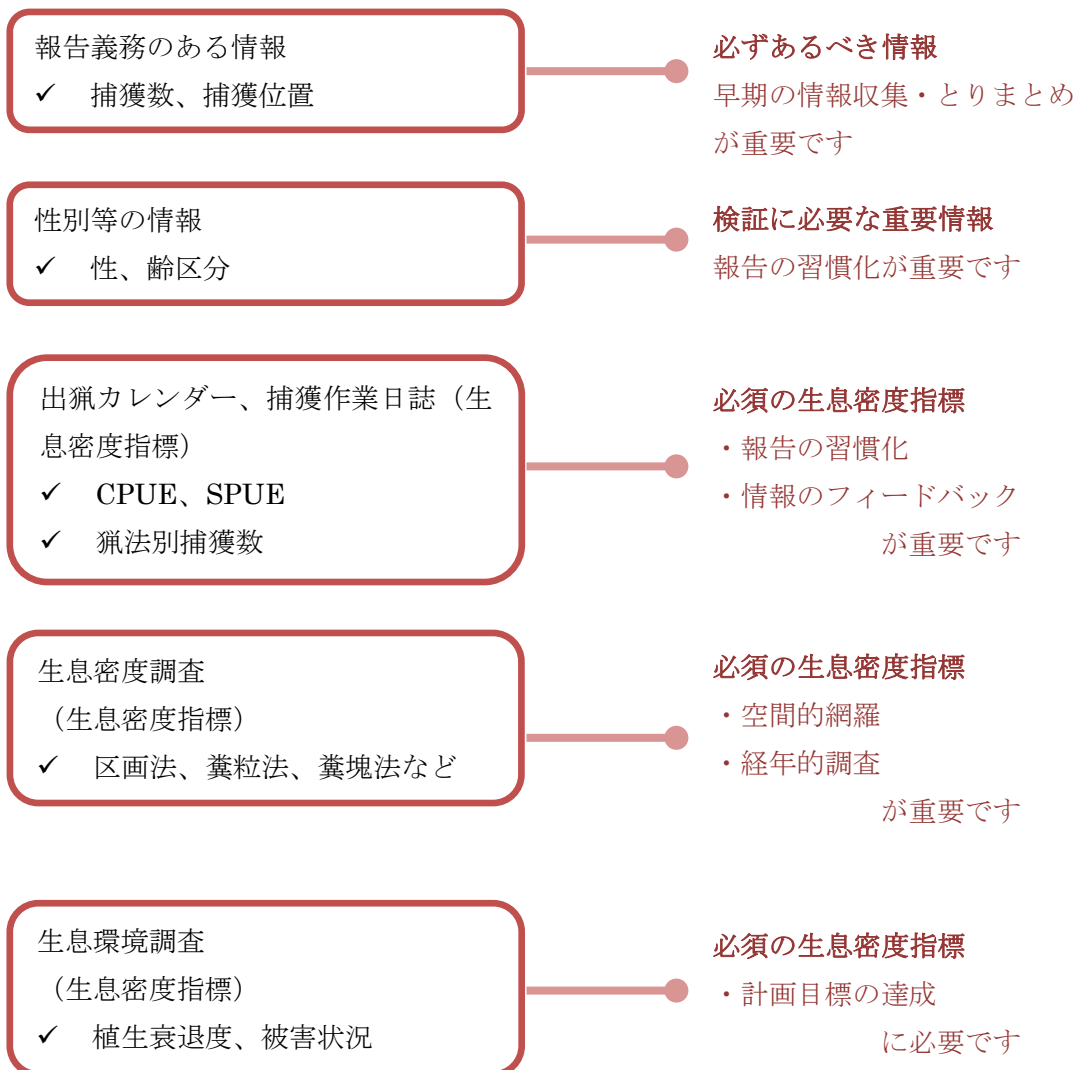 報告義務のある情報
✓ 捕獲数、捕獲位置
必ずあるべき情報
早期の情報収集・とりまとめ
が重要です
性別等の情報
✓ 性、齢区分
検証に必要な重要情報
報告の習慣化が重要です
出猟カレンダー、捕獲作業日誌（生
息密度指標）
✓ CPUE、SPUE
✓ 猟法別捕獲数
必須の生息密度指標
・報告の習慣化
・情報のフィードバック
が重要です
生息密度調査
（生息密度指標）
✓ 区画法、糞粒法、糞塊法など
必須の生息密度指標
・空間的網羅
・経年的調査
が重要です
生息環境調査
（生息密度指標）
✓ 植生衰退度、被害状況
必須の生息密度指標
・計画目標の達成
に必要です